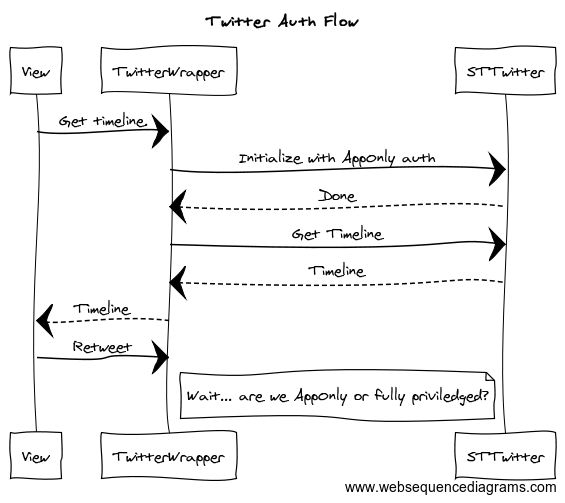 Twitter Auth Flow
View
TwitterWrapper
STTwitter
Get timeline
Initialize with AppOnly auth
Done
Get Timeline
Timeline
Timeline
Retweet
Wait... are we AppOnly or fully priviledged?
View
TwitterWrapper
STTwitter
www.websequencediagrams.com